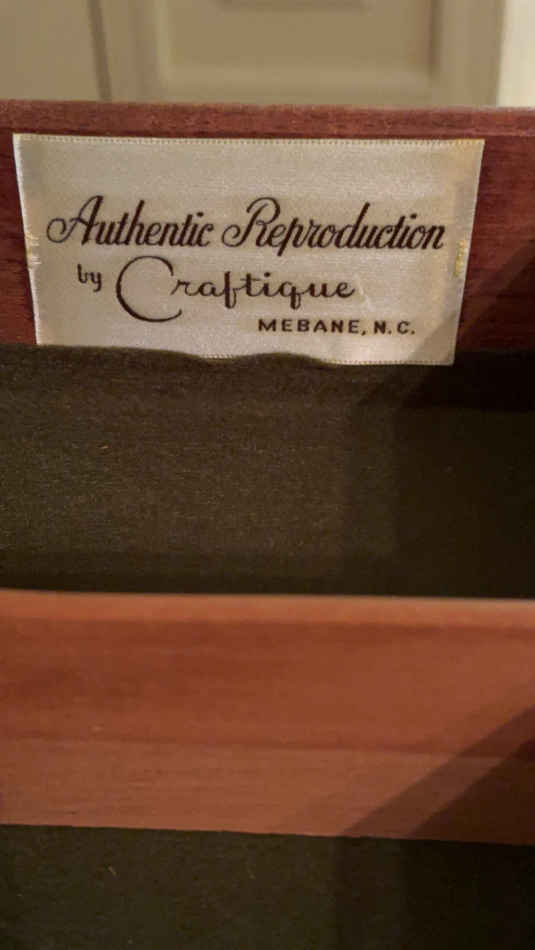 Authentic Reproduction
by Craftique
MEBANE, N.C.